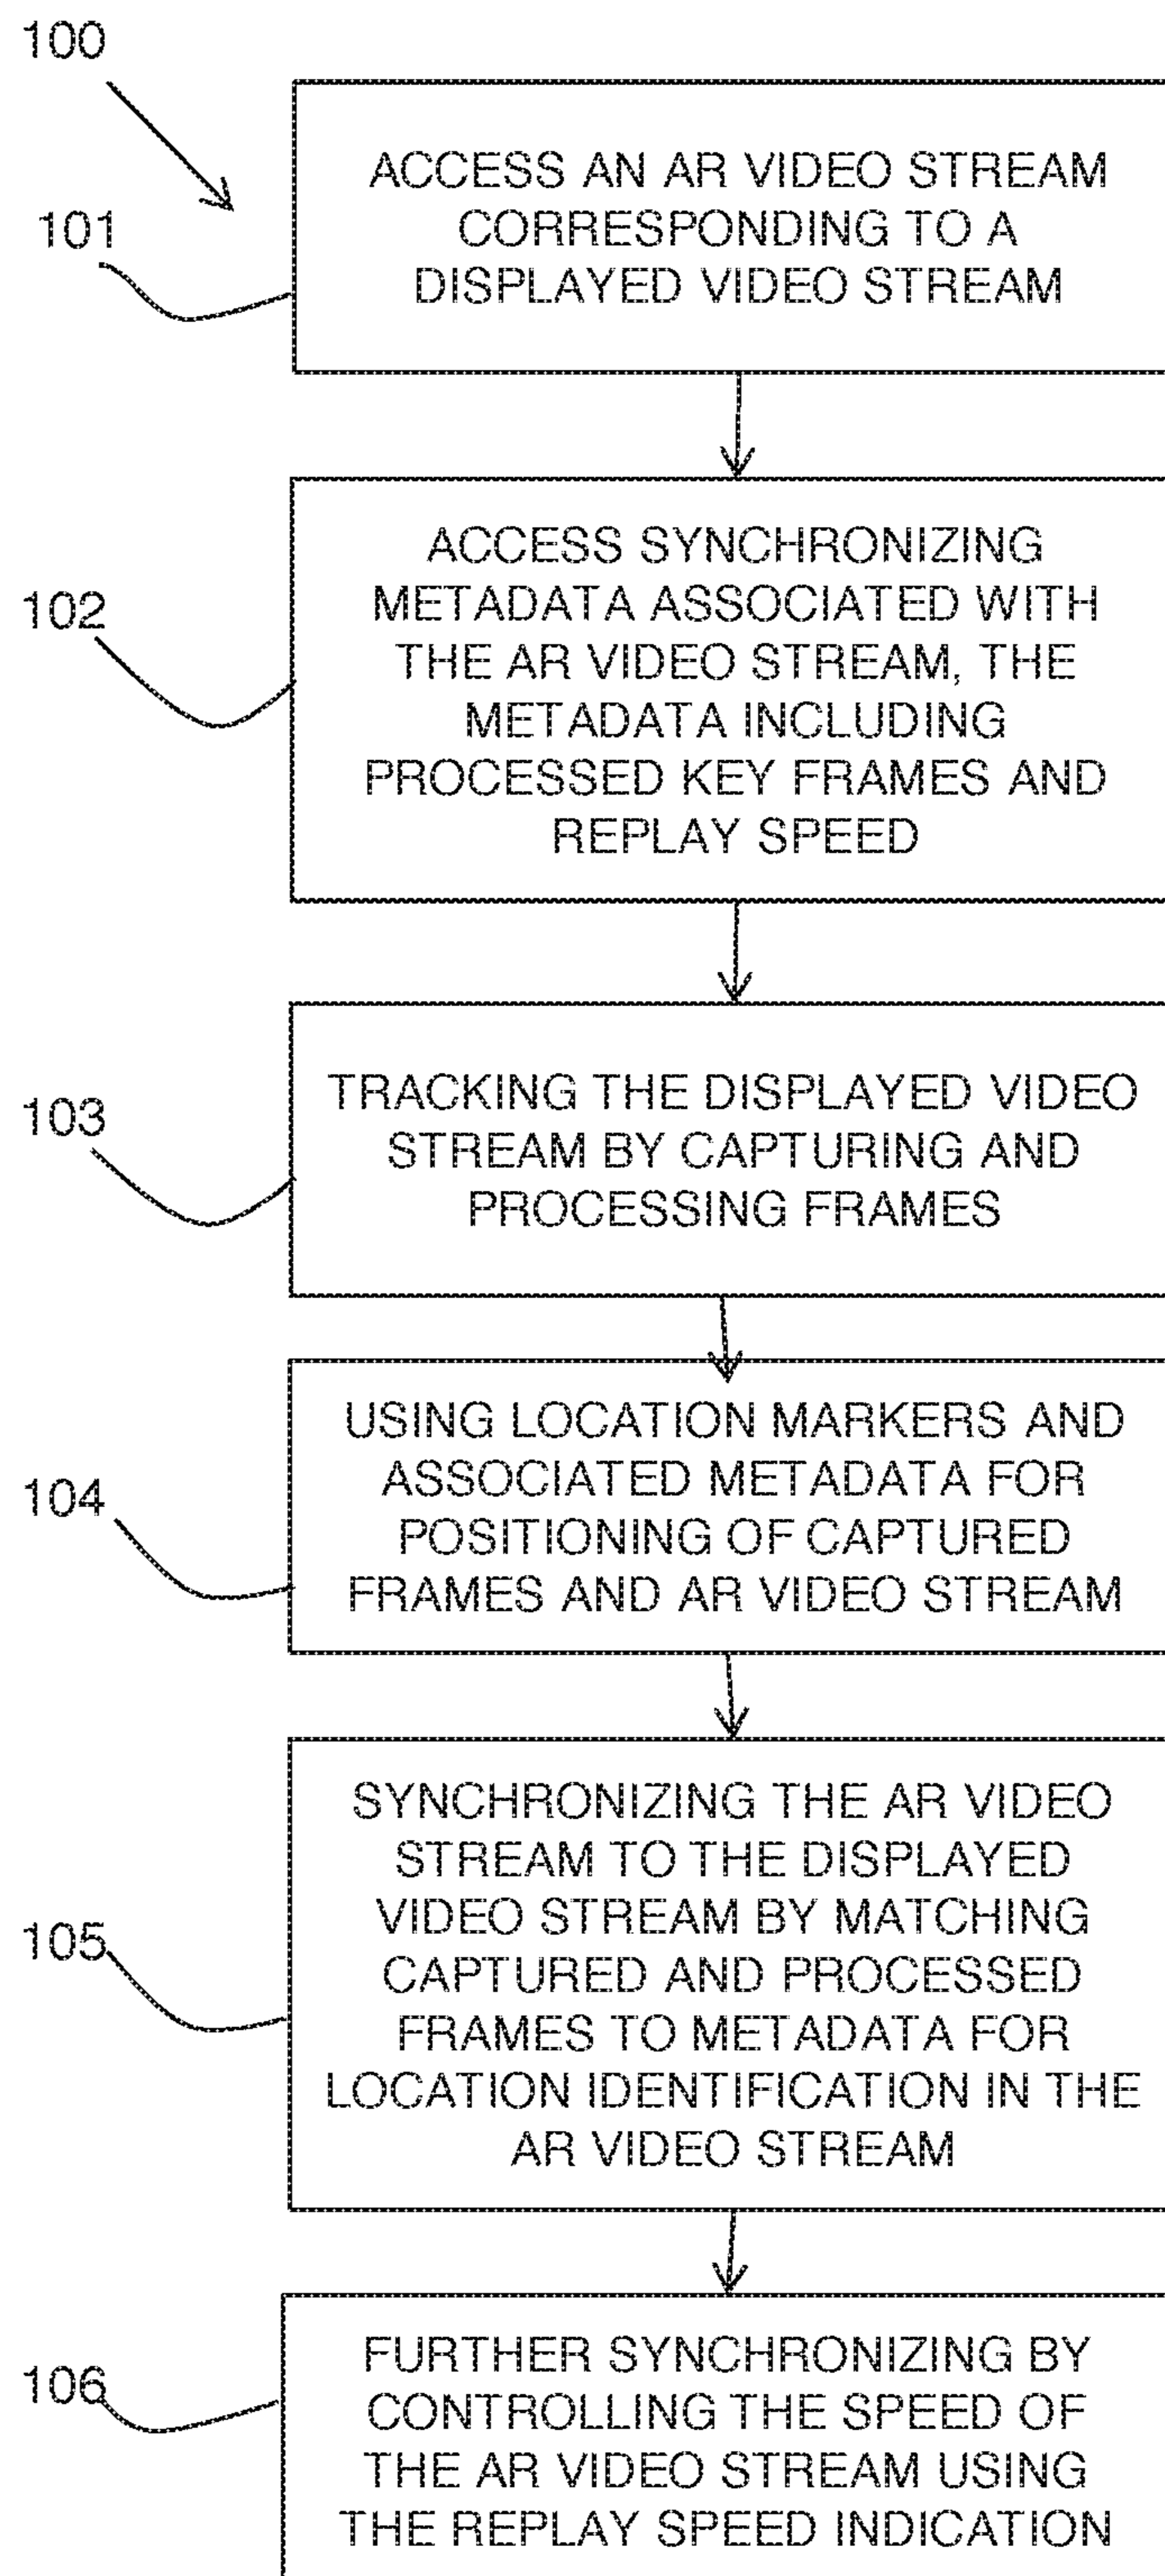 100
101
ACCESS AN AR VIDEO STREAM
CORRESPONDING TO A
DISPLAYED VIDEO STREAM
102
ACCESS SYNCHRONIZING
METADATA ASSOCIATED WITH
THE AR VIDEO STREAM, THE
METADATA INCLUDING
PROCESSED KEY FRAMES AND
REPLAY SPEED
103
TRACKING THE DISPLAYED VIDEO
STREAM BY CAPTURING AND
PROCESSING FRAMES
104
USING LOCATION MARKERS AND
ASSOCIATED METADATA FOR
POSITIONING OF CAPTURED
FRAMES AND AR VIDEO STREAM
105
SYNCHRONIZING THE AR VIDEO
STREAM TO THE DISPLAYED
VIDEO STREAM BY MATCHING
CAPTURED AND PROCESSED
FRAMES TO METADATA FOR
LOCATION IDENTIFICATION IN THE
AR VIDEO STREAM
106
FURTHER SYNCHRONIZING BY
CONTROLLING THE SPEED OF
THE AR VIDEO STREAM USING
THE REPLAY SPEED INDICATION